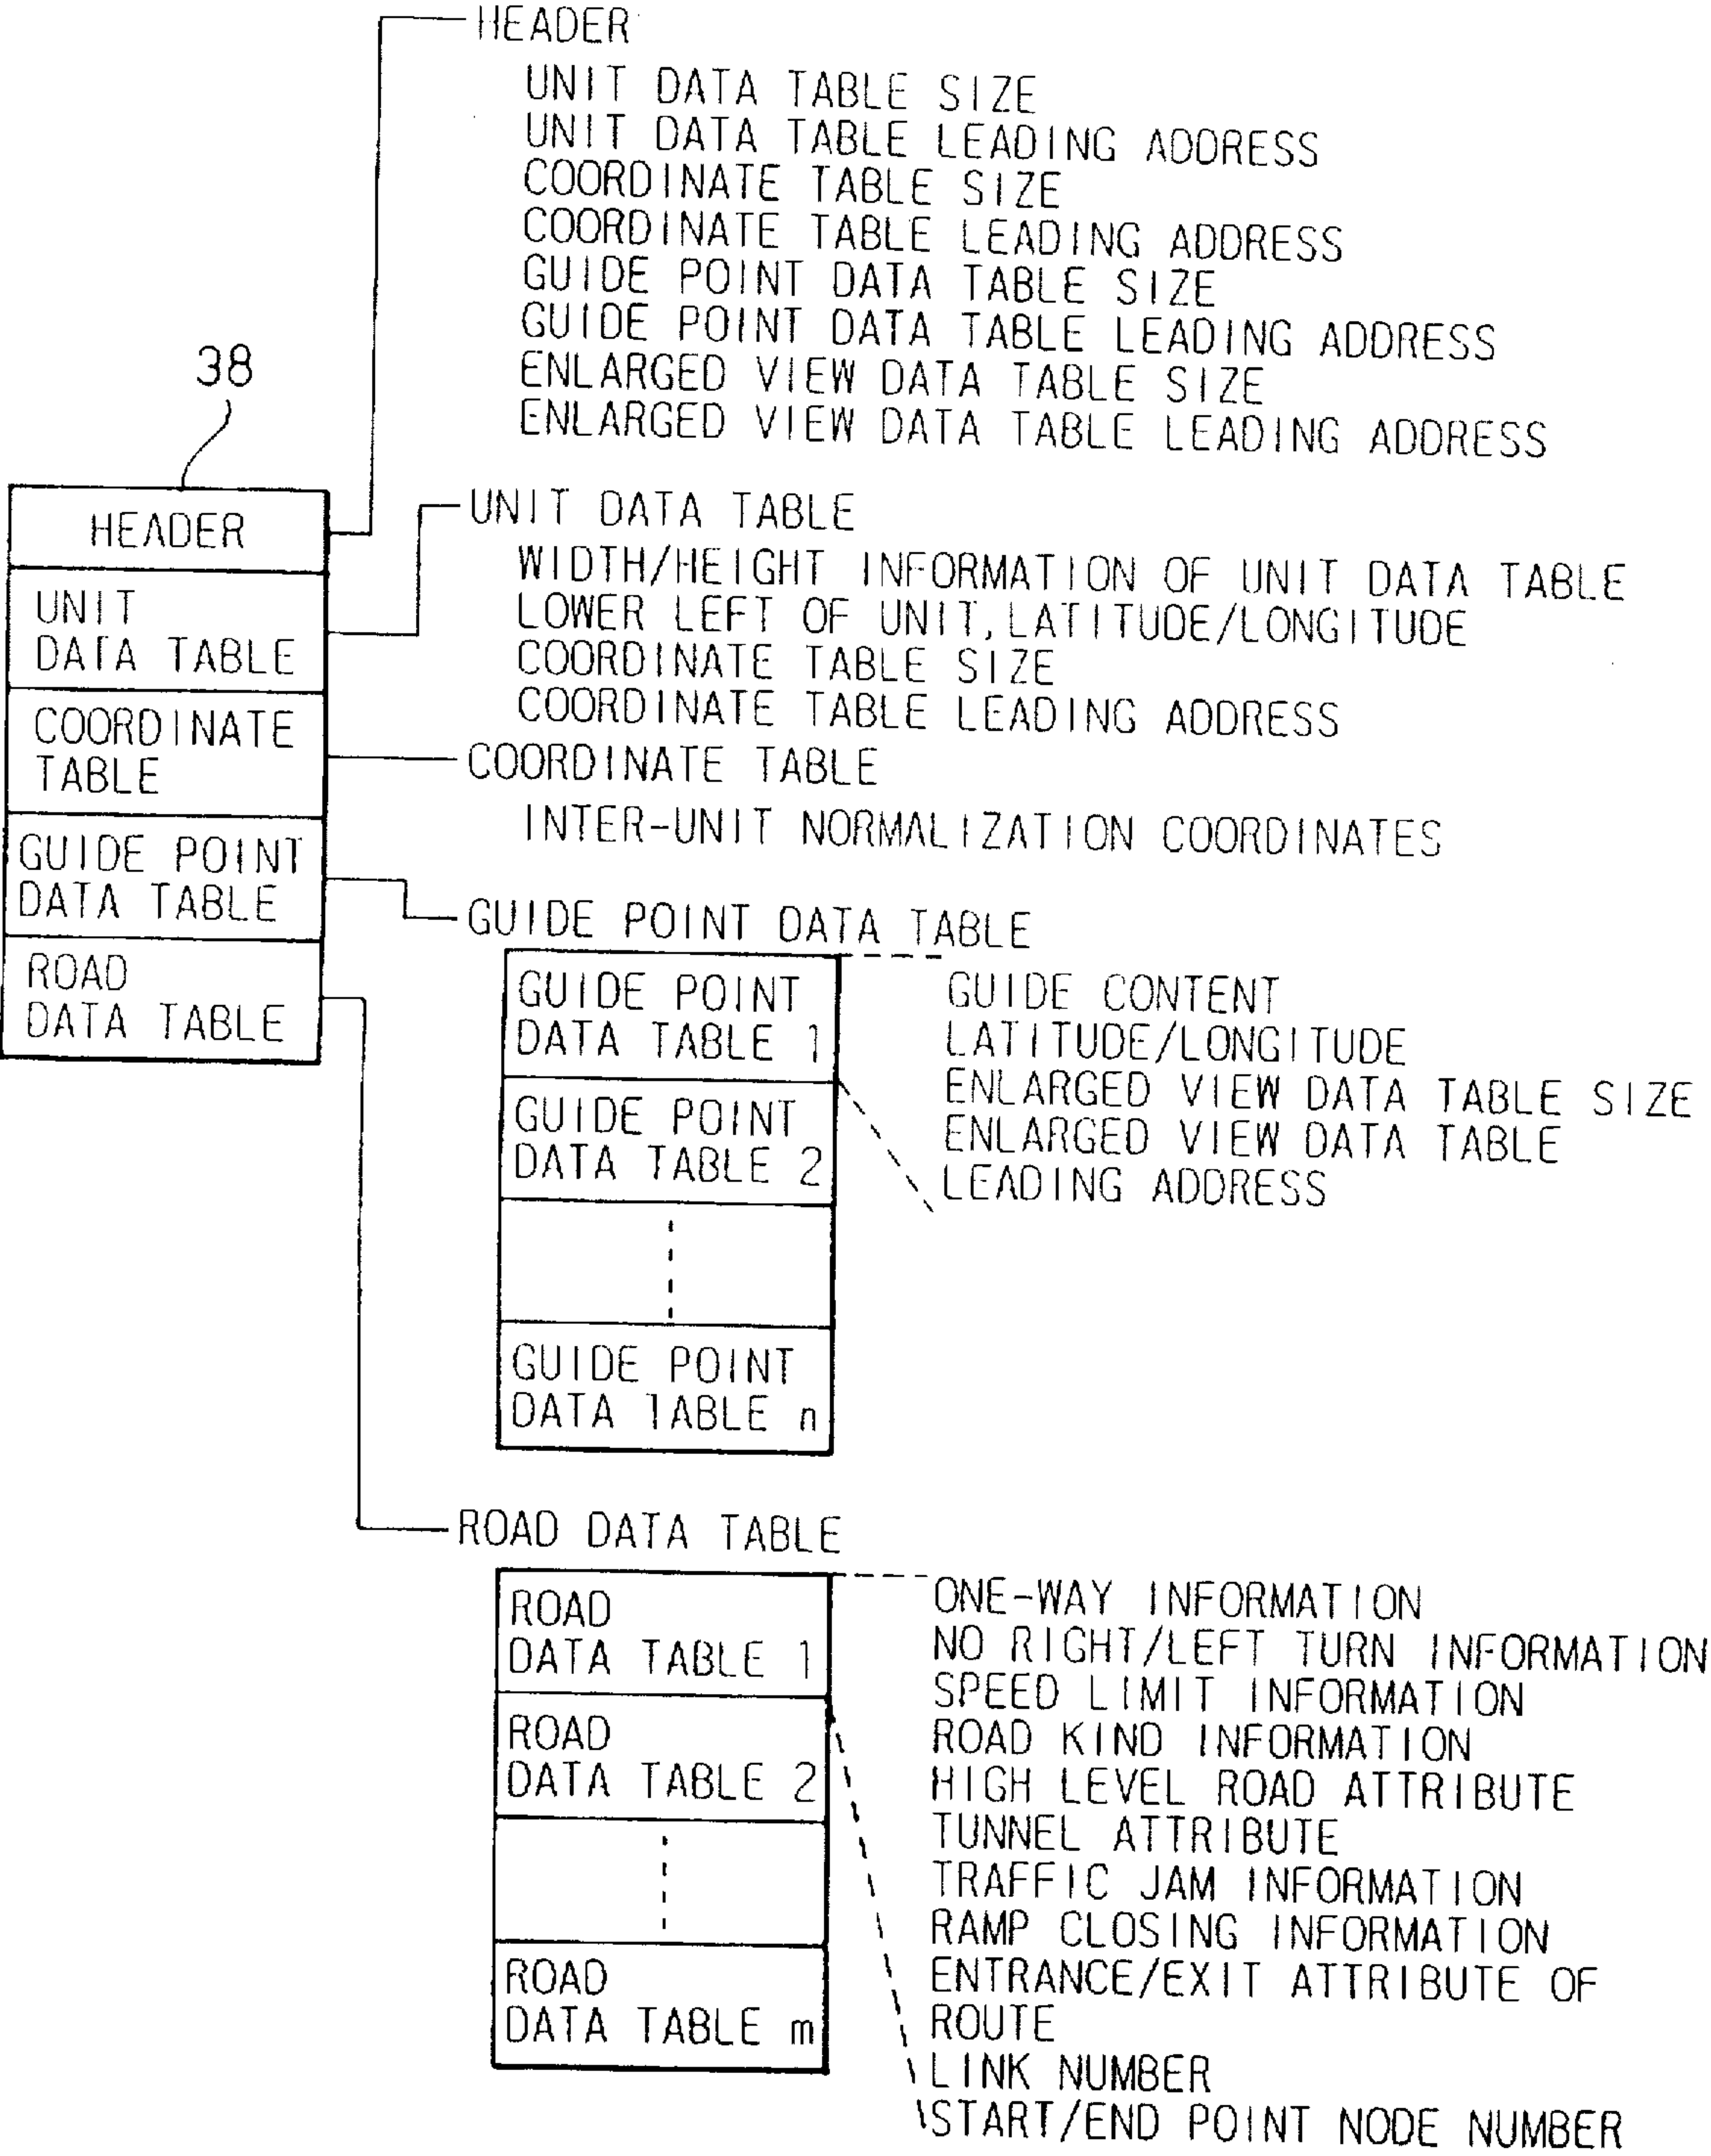 HEADER
UNIT DATA TABLE SIZE
UNIT DATA TABLE LEADING ADDRESS
COORDINATE TABLE SIZE
COORDINATE TABLE LEADING ADDRESS
GUIDE POINT DATA TABLE SIZE
GUIDE POINT DATA TABLE LEADING ADDRESS
ENLARGED VIEW DATA TABLE SIZE
ENLARGED VIEW DATA TABLE LEADING ADDRESS
38
HEADER
UNIT
DATA TABLE
COORDINATE
TABLE
GUIDE POINT
DATA TABLE
ROAD
DATA TABLE
UNIT DATA TABLE
WIDTH/HEIGHT INFORMATION OF UNIT DATA TABLE
LOWER LEFT OF UNIT, LATITUDE/LONGITUDE
COORDINATE TABLE SIZE
COORDINATE TABLE LEADING ADDRESS
COORDINATE TABLE
INTER-UNIT NORMALIZATION COORDINATES
GUIDE POINT DATA TABLE
GUIDE POINT
DATA TABLE 1
GUIDE POINT
DATA TABLE 2
GUIDE POINT
DATA TABLE n
GUIDE CONTENT
LATITUDE/LONGITUDE
ENLARGED VIEW DATA TABLE SIZE
ENLARGED VIEW DATA TABLE
LEADING ADDRESS
ROAD DATA TABLE
ROAD
DATA TABLE 1
ROAD
DATA TABLE 2
ROAD
DATA TABLE m
ONE-WAY INFORMATION
NO RIGHT/LEFT TURN INFORMATION
SPEED LIMIT INFORMATION
ROAD KIND INFORMATION
HIGH LEVEL ROAD ATTRIBUTE
TUNNEL ATTRIBUTE
TRAFFIC JAM INFORMATION
RAMP CLOSING INFORMATION
ENTRANCE/EXIT ATTRIBUTE OF
ROUTE
LINK NUMBER
START/END POINT NODE NUMBER